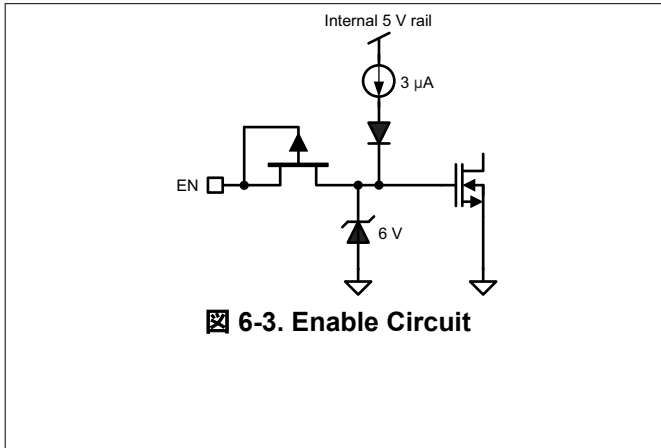 Internal 5 V rail
3 µA
EN
6 V
図 6-3. Enable Circuit